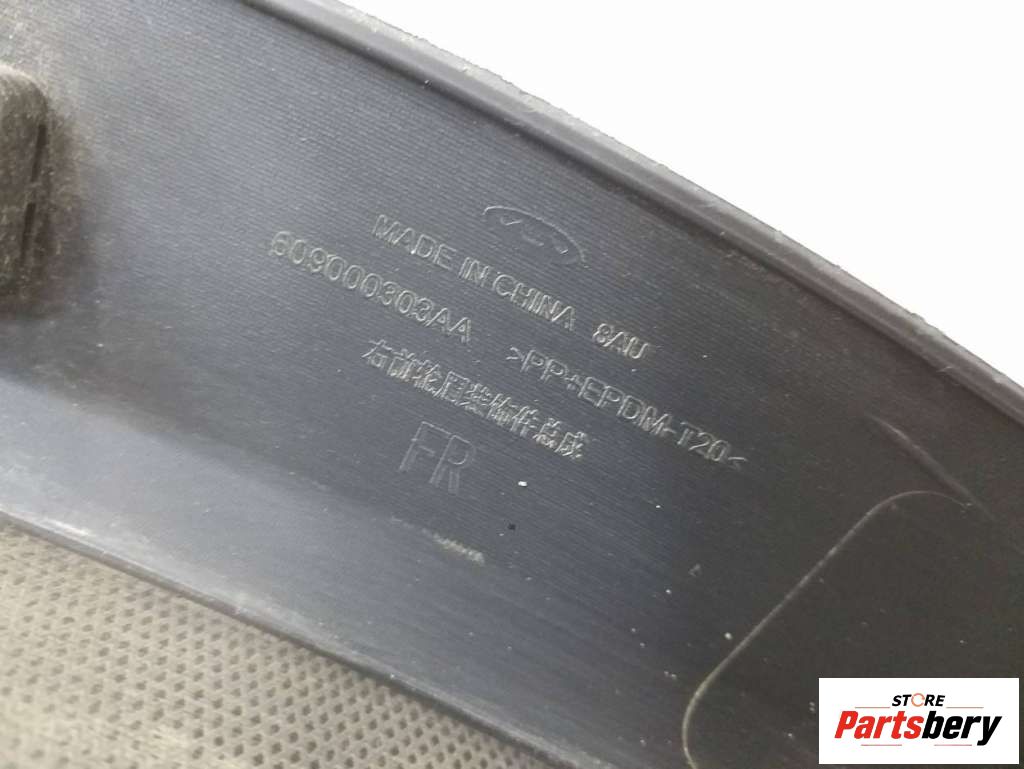 MADE IN CHINA 8AU
609000303AA >PP+EPDM-T20<
右前轮眉装饰件总成
FR
STORE
Partsbery